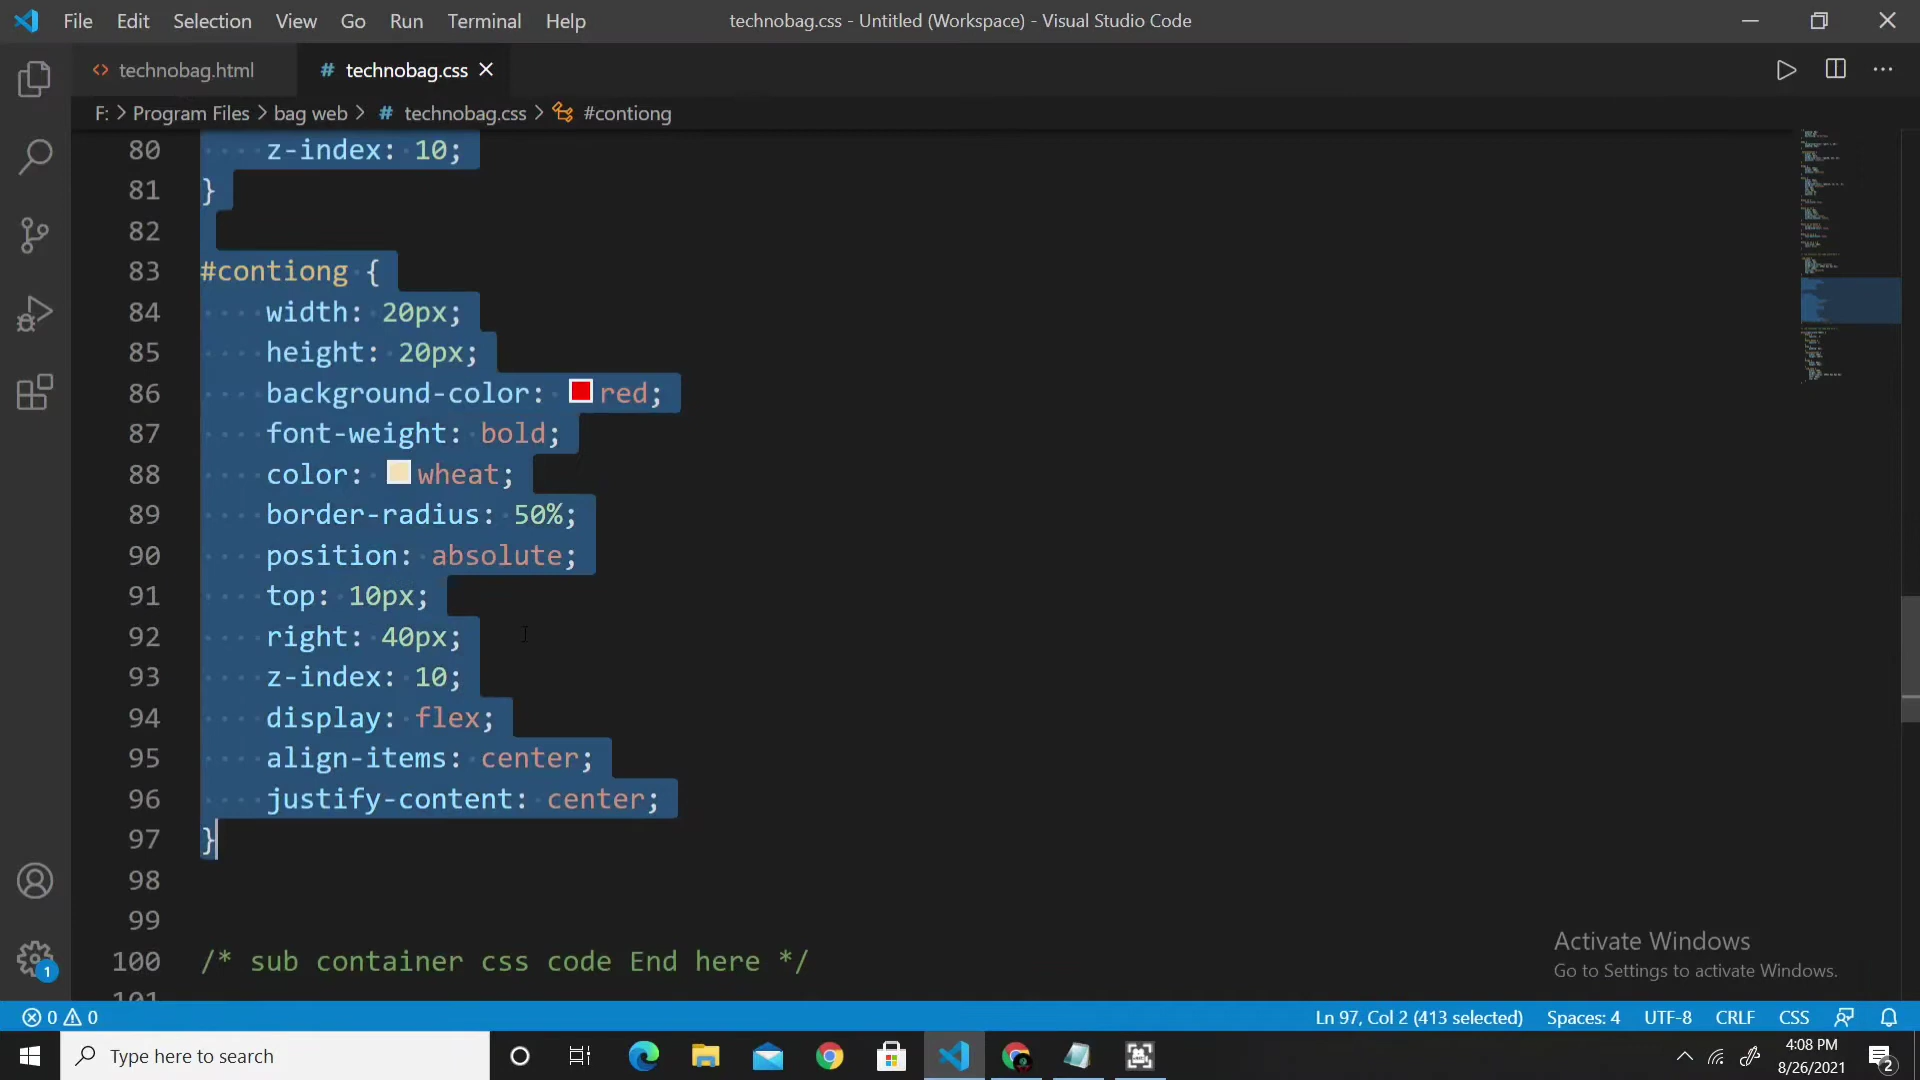 File Edit Selection View Go Run Terminal Help
technobag.css - Untitled (Workspace) - Visual Studio Code
technobag.html
# technobag.css
F: > Program Files > bag web > # technobag.css > #contiong
80 z-index: 10;
81 }
82
83 #contiong {
84 width: 20px;
85 height: 20px;
86 background-color: red;
87 font-weight: bold;
88 color: wheat;
89 border-radius: 50%;
90 position: absolute;
91 top: 10px;
92 right: 40px;
93 z-index: 10;
94 display: flex;
95 align-items: center;
96 justify-content: center;
97 }
98
99
100 /* sub container css code End here */
101
Activate Windows
Go to Settings to activate Windows.
1
0 0
Ln 97, Col 2 (413 selected) Spaces: 4 UTF-8 CRLF CSS
Type here to search
4:08 PM
8/26/2021
2